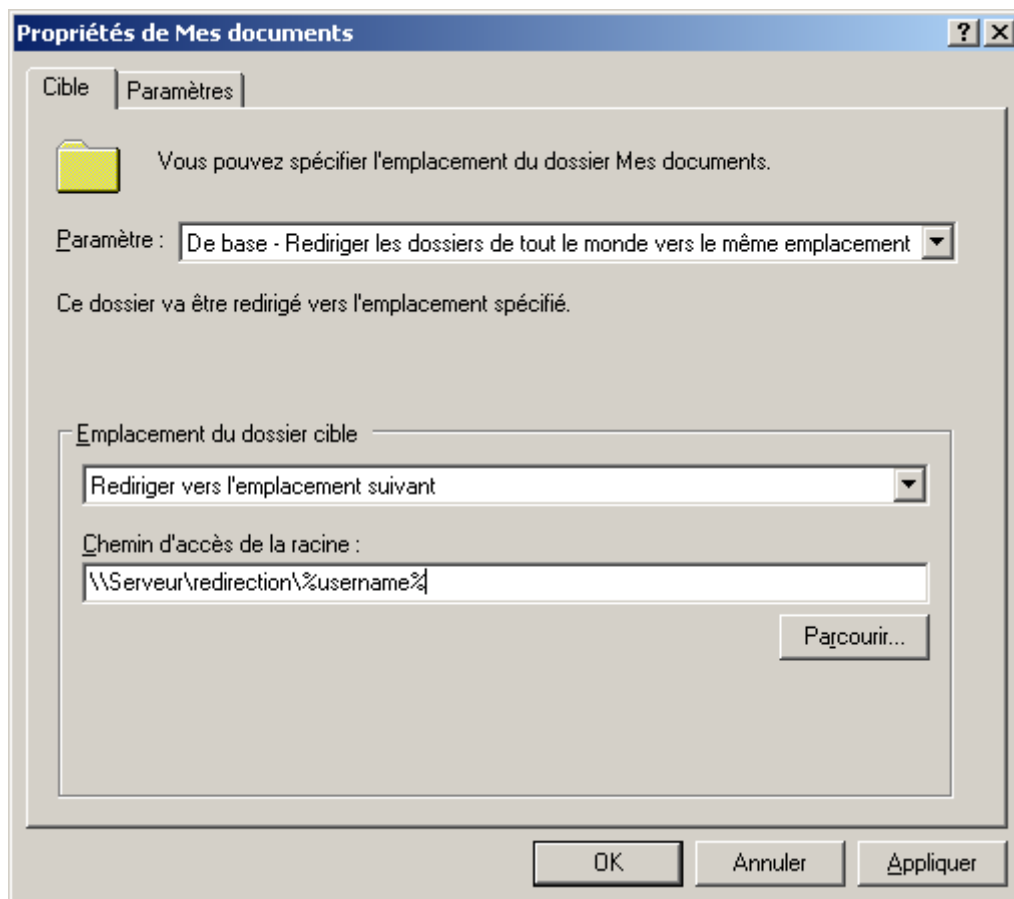 Propriétés de Mes documents
Cible
Paramètres
Vous pouvez spécifier l'emplacement du dossier Mes documents.
Paramètre : De base - Rediriger les dossiers de tout le monde vers le même emplacement
Ce dossier va être redirigé vers l'emplacement spécifié.
Emplacement du dossier cible
Rediriger vers l'emplacement suivant
Chemin d'accès de la racine :
\\Serveur\redirection\%username%
Parcourir...
OK
Annuler
Appliquer